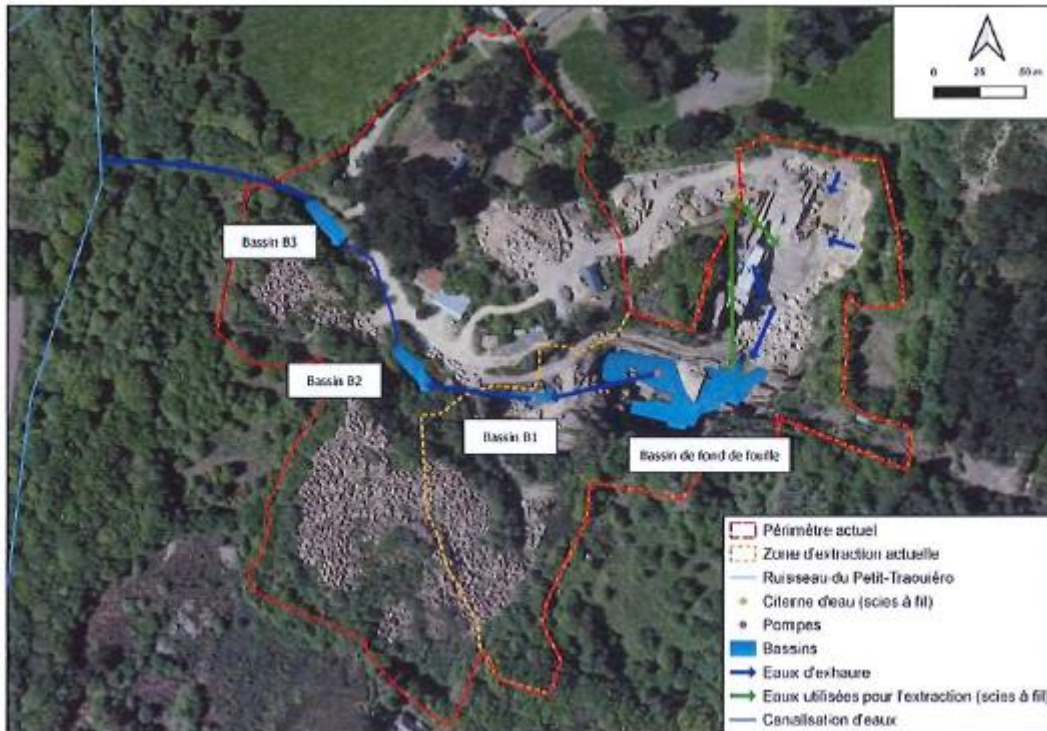 0 25 50 m
Bassin B3
Bassin B2
Bassin B1
Bassin de fond de fouille
Périmètre actuel
Zone d'extraction actuelle
Ruisseau du Petit-Traouiéro
Citerne d'eau (scies à fil)
Pompes
Bassins
Eaux d'exhaure
Eaux utilisées pour l'extraction (scies à fil)
Canalisation d'eaux